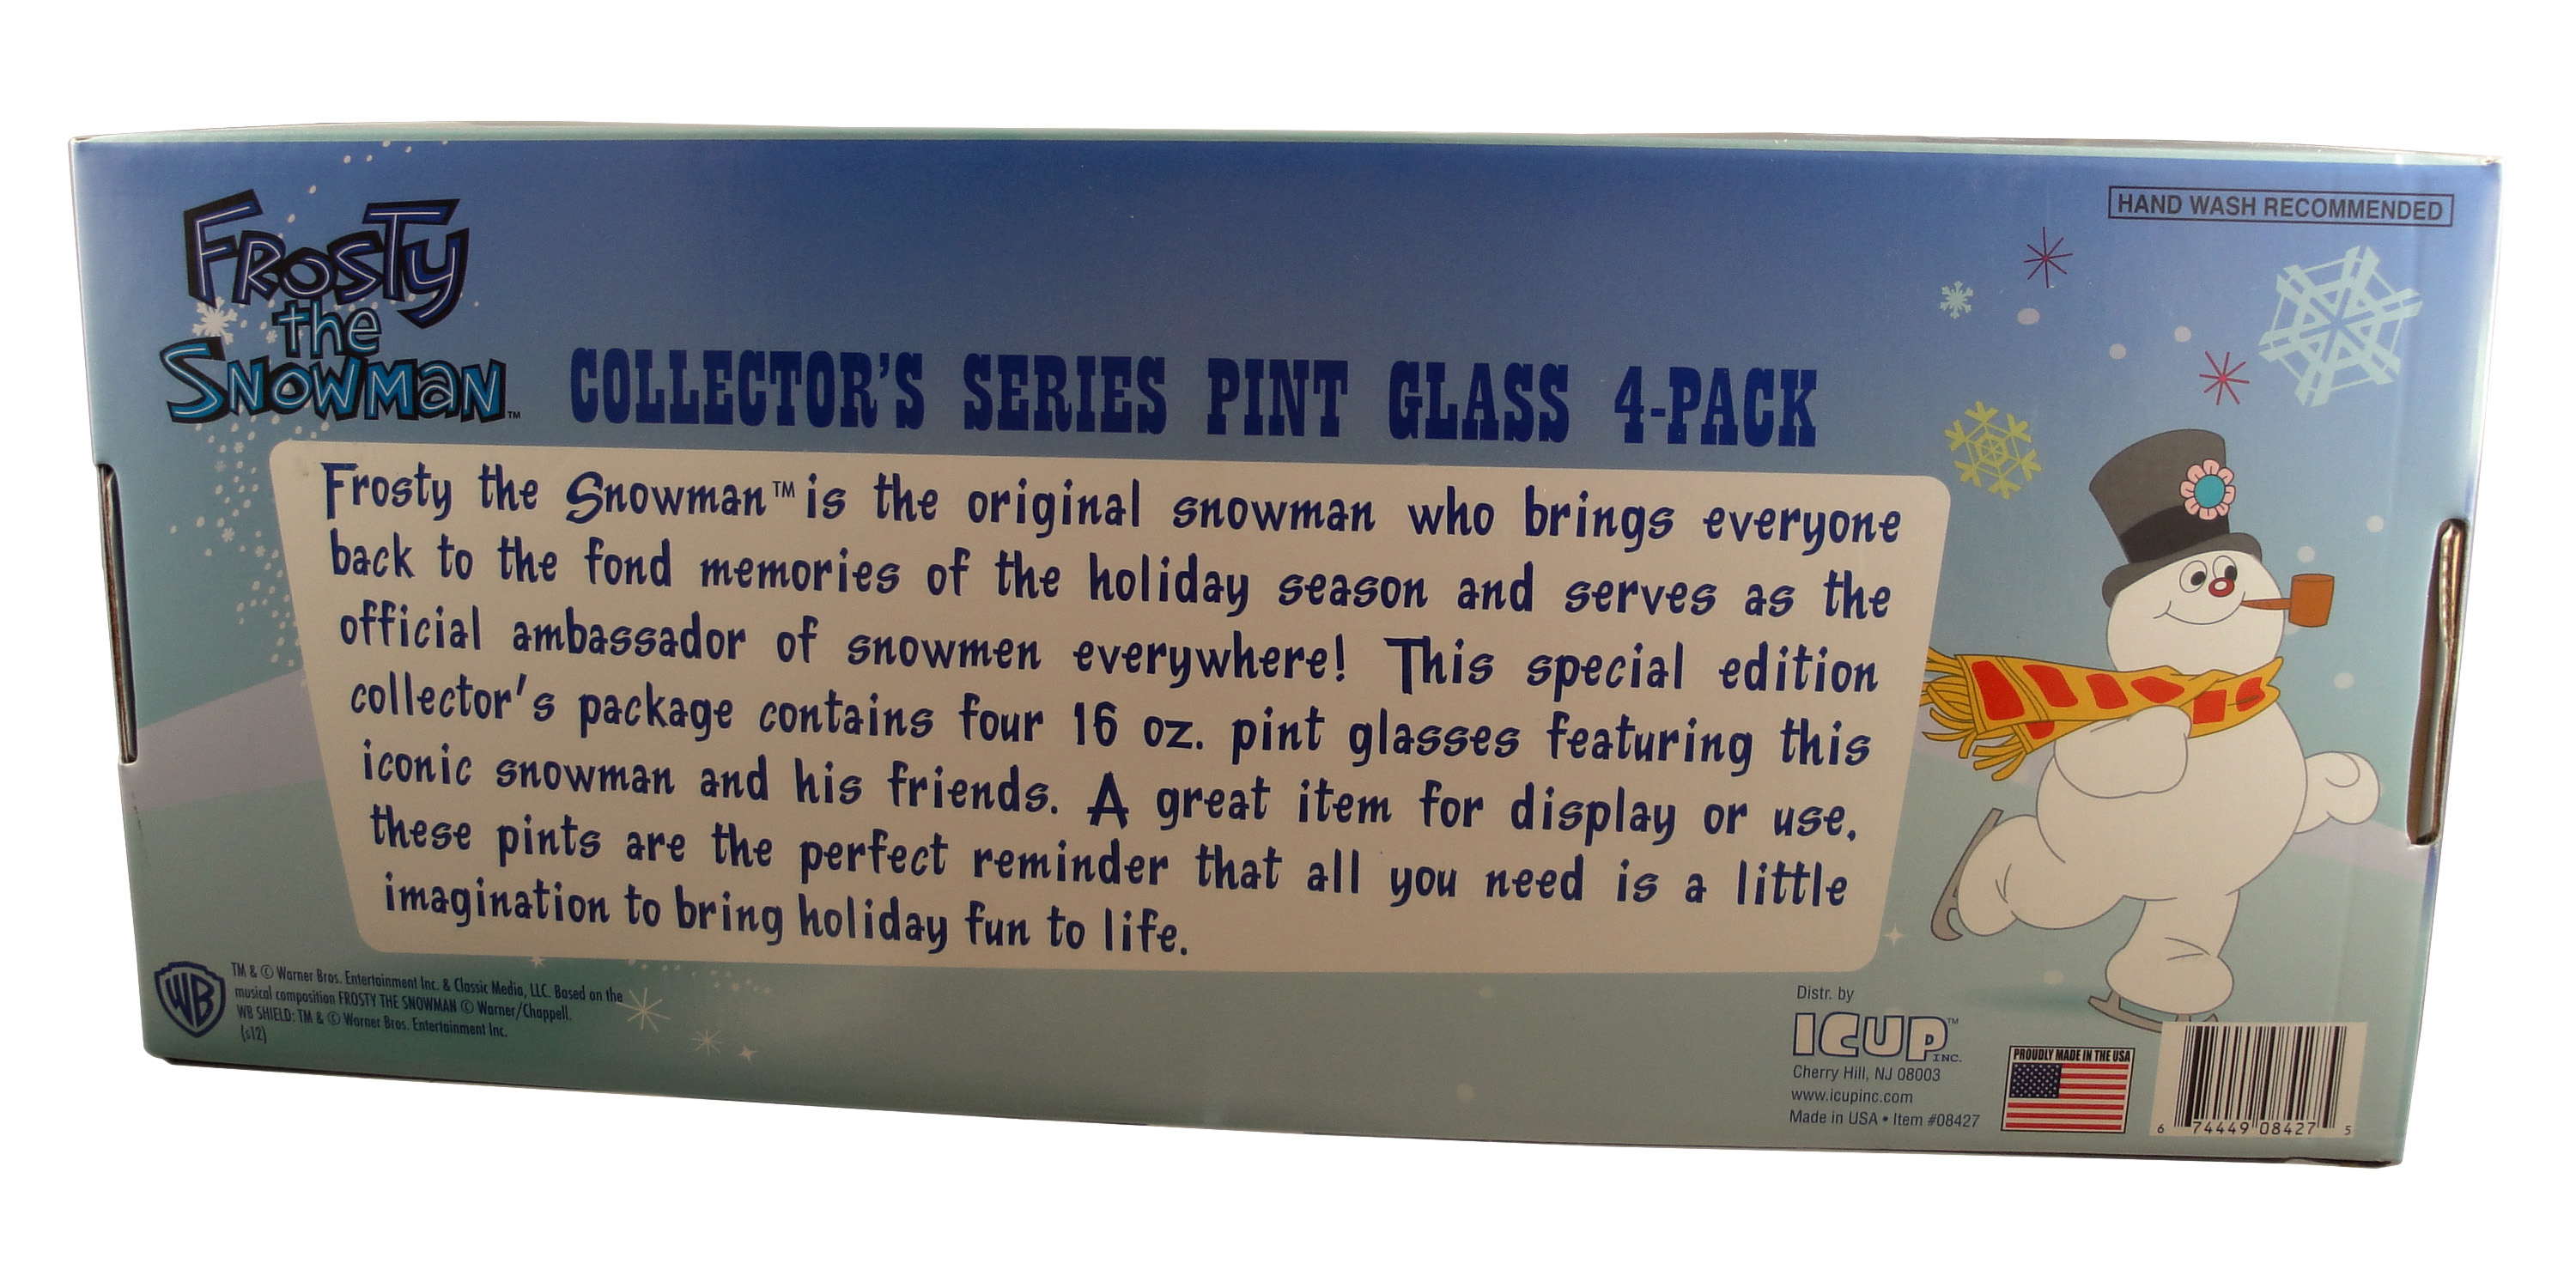 FROSTY
the
SNOWMAN™
COLLECTOR'S SERIES PINT GLASS 4-PACK
HAND WASH RECOMMENDED
Frosty the Snowman™ is the original snowman who brings everyone
back to the fond memories of the holiday season and serves as the
official ambassador of snowmen everywhere! This special edition
collector's package contains four 16 oz. pint glasses featuring this
iconic snowman and his friends. A great item for display or use,
these pints are the perfect reminder that all you need is a little
imagination to bring holiday fun to life.
WB
TM & © Warner Bros. Entertainment Inc. & Classic Media, LLC. Based on the
musical composition FROSTY THE SNOWMAN © Warner/Chappell.
WB SHIELD: TM & © Warner Bros. Entertainment Inc.
(s12)
Distr. by
ICUP™
INC.
Cherry Hill, NJ 08003
www.icupinc.com
Made in USA • Item #08427
PROUDLY MADE IN THE USA
6 74449 08427 5